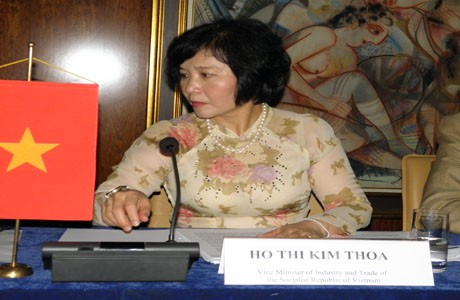 HO THI KIM THOA
Vice Minister of Industry and Trade of
the Socialist Republic of Vietnam